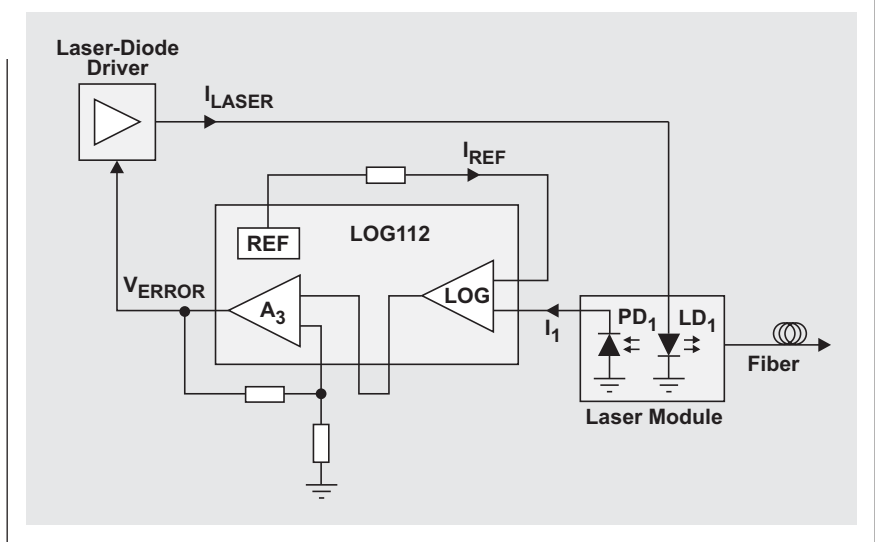 Laser-Diode
Driver
ILASER
IREF
REF
LOG112
VERROR
A3
LOG
I1
PD1
LD1
Fiber
Laser Module